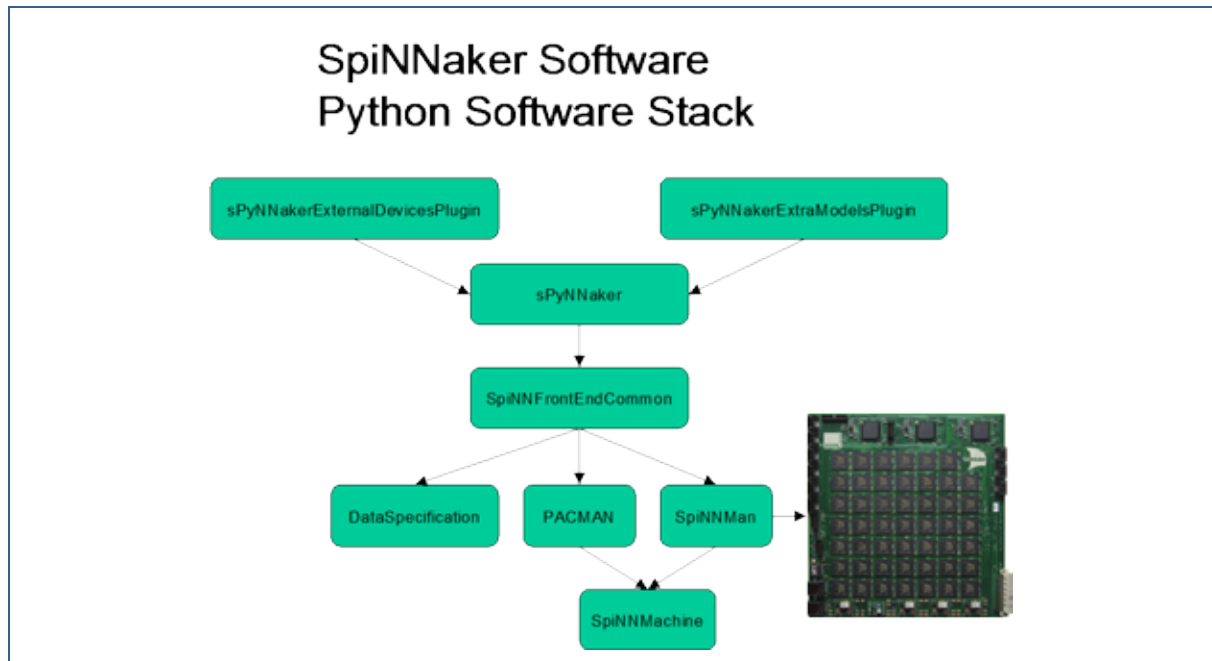 SpiNNaker Software
Python Software Stack
sPyNNakerExternalDevicesPlugin
sPyNNakerExtraModelsPlugin
sPyNNaker
SpiNNFrontEndCommon
DataSpecification
PACMAN
SpiNNMan
SpiNNMachine